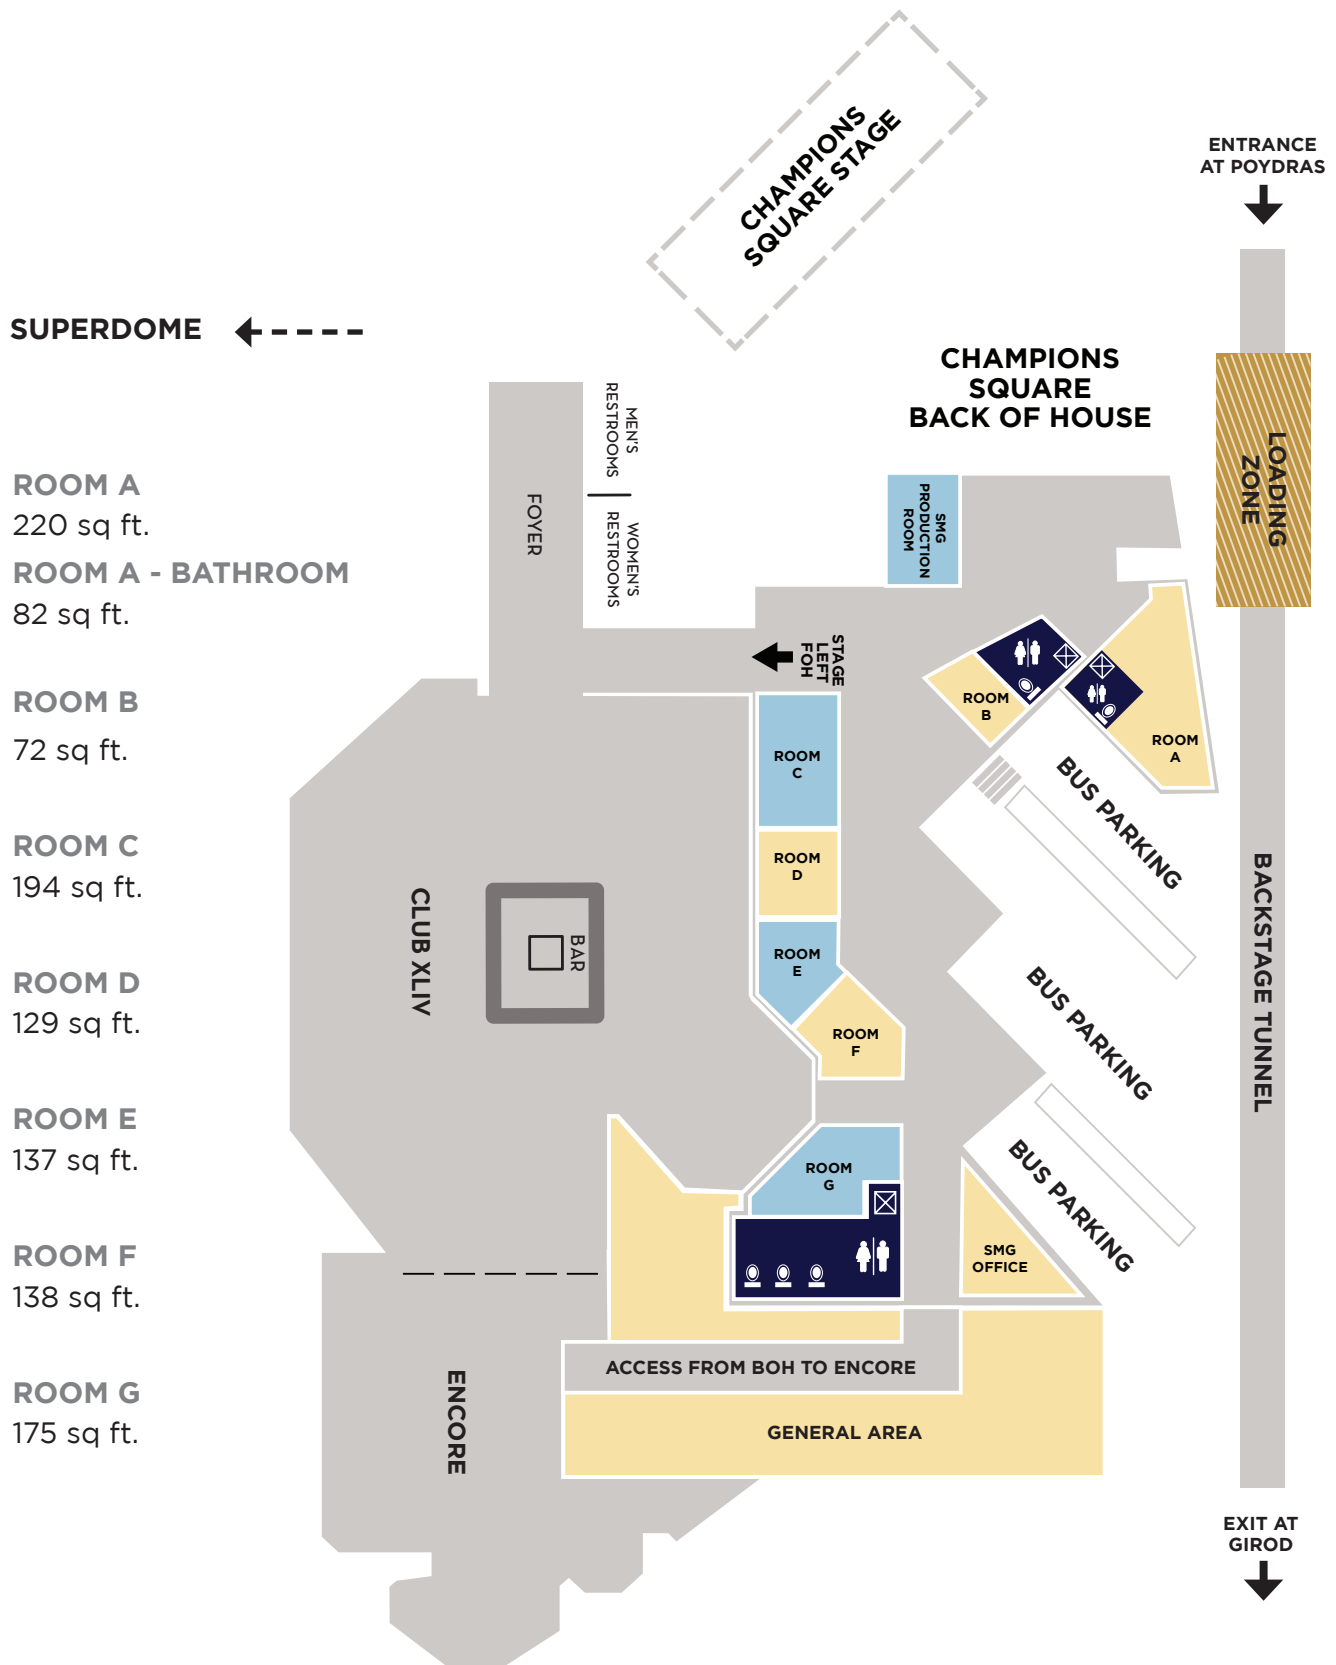 CHAMPIONS
SQUARE STAGE
ENTRANCE
AT POYDRAS
SUPERDOME
CHAMPIONS
SQUARE
BACK OF HOUSE
LOADING
ZONE
MEN'S
RESTROOMS
WOMEN'S
RESTROOMS
FOYER
SMG
PRODUCTION
ROOM
STAGE
LEFT
FOH
ROOM A
220 sq ft.
ROOM A - BATHROOM
82 sq ft.
ROOM B
72 sq ft.
ROOM C
194 sq ft.
ROOM D
129 sq ft.
ROOM E
137 sq ft.
ROOM F
138 sq ft.
ROOM G
175 sq ft.
ROOM
B
ROOM
A
ROOM
C
ROOM
D
ROOM
E
ROOM
F
ROOM
G
BUS PARKING
BUS PARKING
BUS PARKING
BACKSTAGE TUNNEL
CLUB XLIV
BAR
SMG
OFFICE
ACCESS FROM BOH TO ENCORE
GENERAL AREA
ENCORE
EXIT AT
GIROD